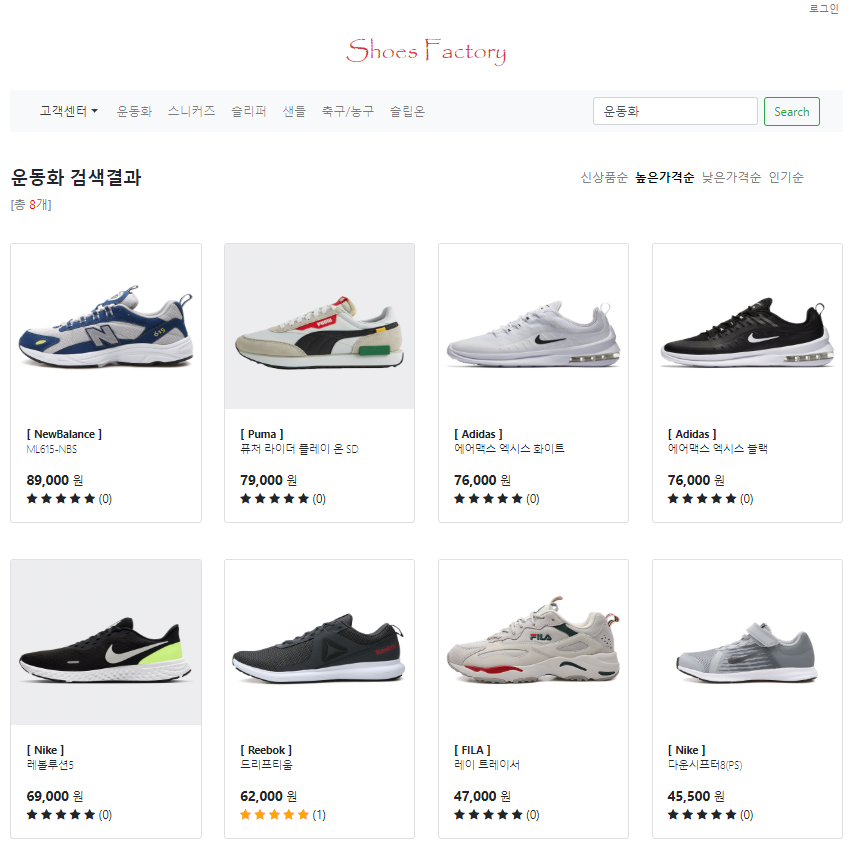 로그인
Shoes Factory
고객센터 운동화 스니커즈 슬리퍼 샌들 축구/농구 슬립온 운동화 Search
운동화 검색결과
신상품순 높은가격순 낮은가격순 인기순
[총 8개]
N 615
PUMA
[ NewBalance ]
ML615-NBS
89,000 원
(0)
[ Puma ]
퓨처 라이더 플레이 온 SD
79,000 원
(0)
[ Adidas ]
에어맥스 엑시스 화이트
76,000 원
(0)
[ Adidas ]
에어맥스 엑시스 블랙
76,000 원
(0)
FILA
[ Nike ]
레볼루션5
69,000 원
(0)
[ Reebok ]
드리프티움
62,000 원
(1)
[ FILA ]
레이 트레이서
47,000 원
(0)
[ Nike ]
다운시프터8(PS)
45,500 원
(0)